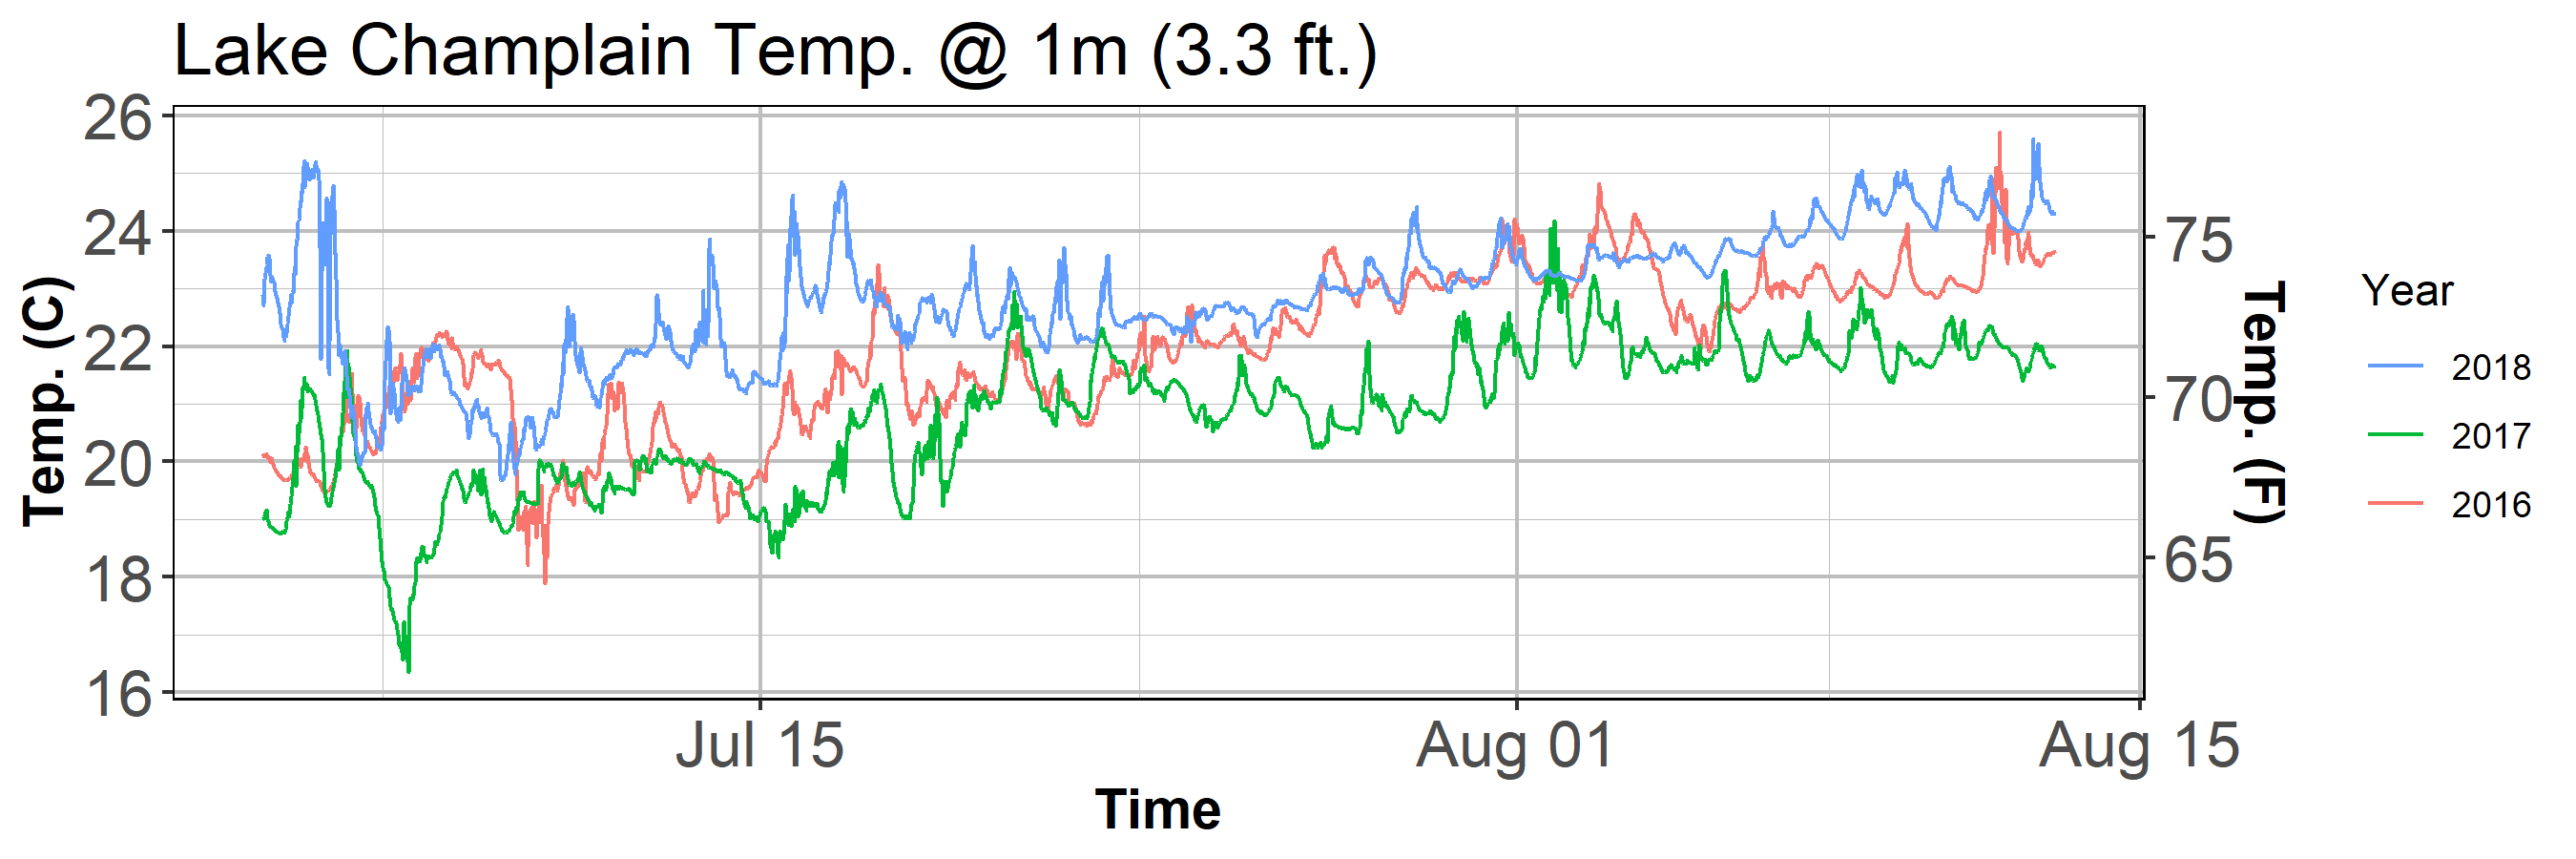 Lake Champlain Temp. @ 1m (3.3 ft.)
26
24
22
20
18
16
Temp. (C)
75
70
65
Temp. (F)
Jul 15
Aug 01
Aug 15
Time
Year
2018
2017
2016